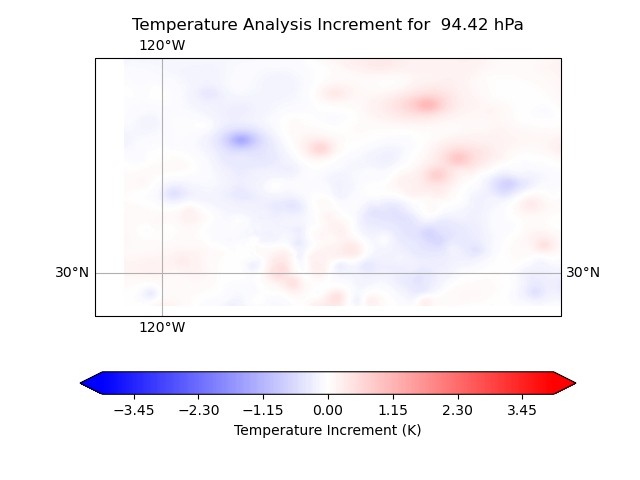 Temperature Analysis Increment for  94.42 hPa
120°W
30°N
30°N
120°W
−3.45 −2.30 −1.15 0.00 1.15 2.30 3.45
Temperature Increment (K)